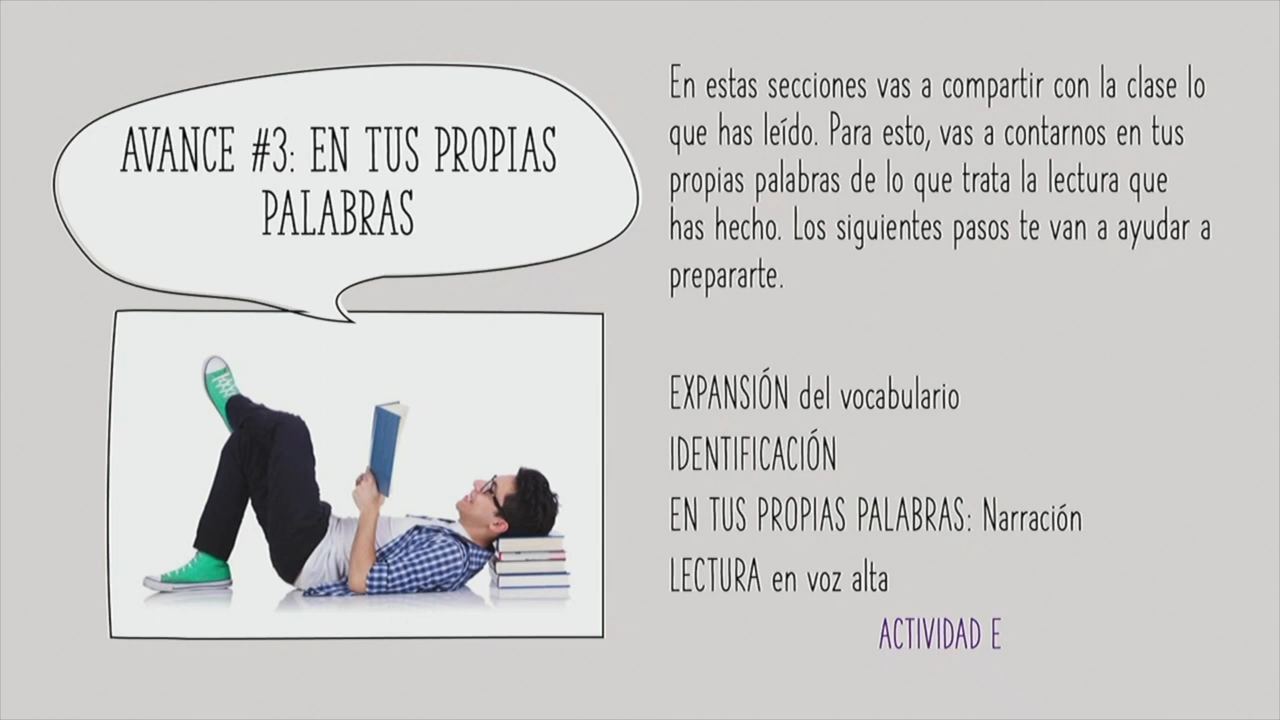 AVANCE #3: EN TUS PROPIAS
PALABRAS
En estas secciones vas a compartir con la clase lo
que has leído. Para esto, vas a contarnos en tus
propias palabras de lo que trata la lectura que
has hecho. Los siguientes pasos te van a ayudar a
prepararte.
EXPANSIÓN del vocabulario
IDENTIFICACIÓN
EN TUS PROPIAS PALABRAS: Narración
LECTURA en voz alta
ACTIVIDAD E